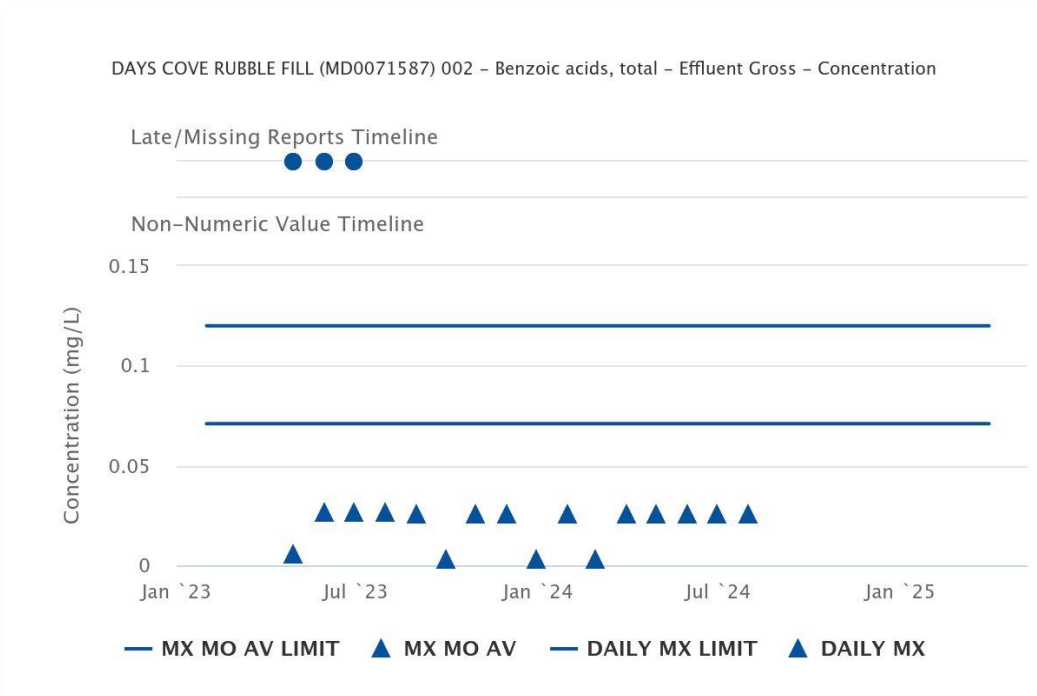 DAYS COVE RUBBLE FILL (MD0071587) 002 – Benzoic acids, total – Effluent Gross – Concentration
Late/Missing Reports Timeline
Non-Numeric Value Timeline
0.15
0.1
0.05
0
Concentration (mg/L)
Jan `23 Jul `23 Jan `24 Jul `24 Jan `25
MX MO AV LIMIT MX MO AV DAILY MX LIMIT DAILY MX